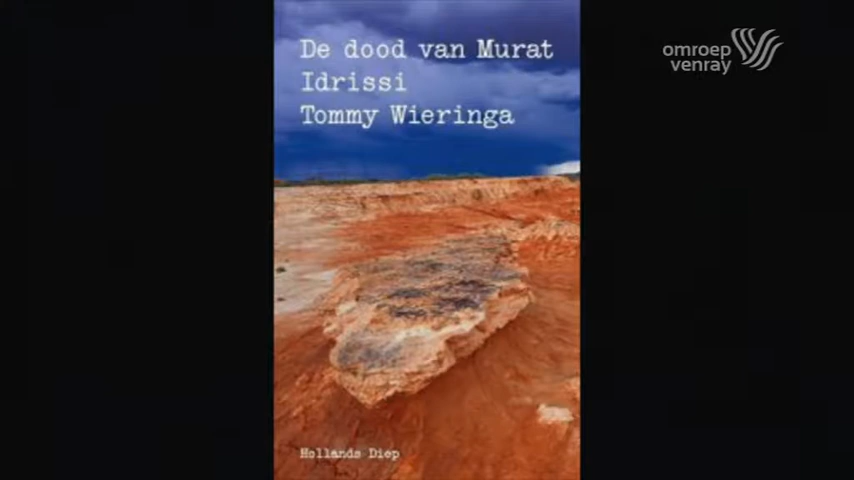 De dood van Murat
Idrissi
Tommy Wieringa
Hollands Diep
omroep
venray